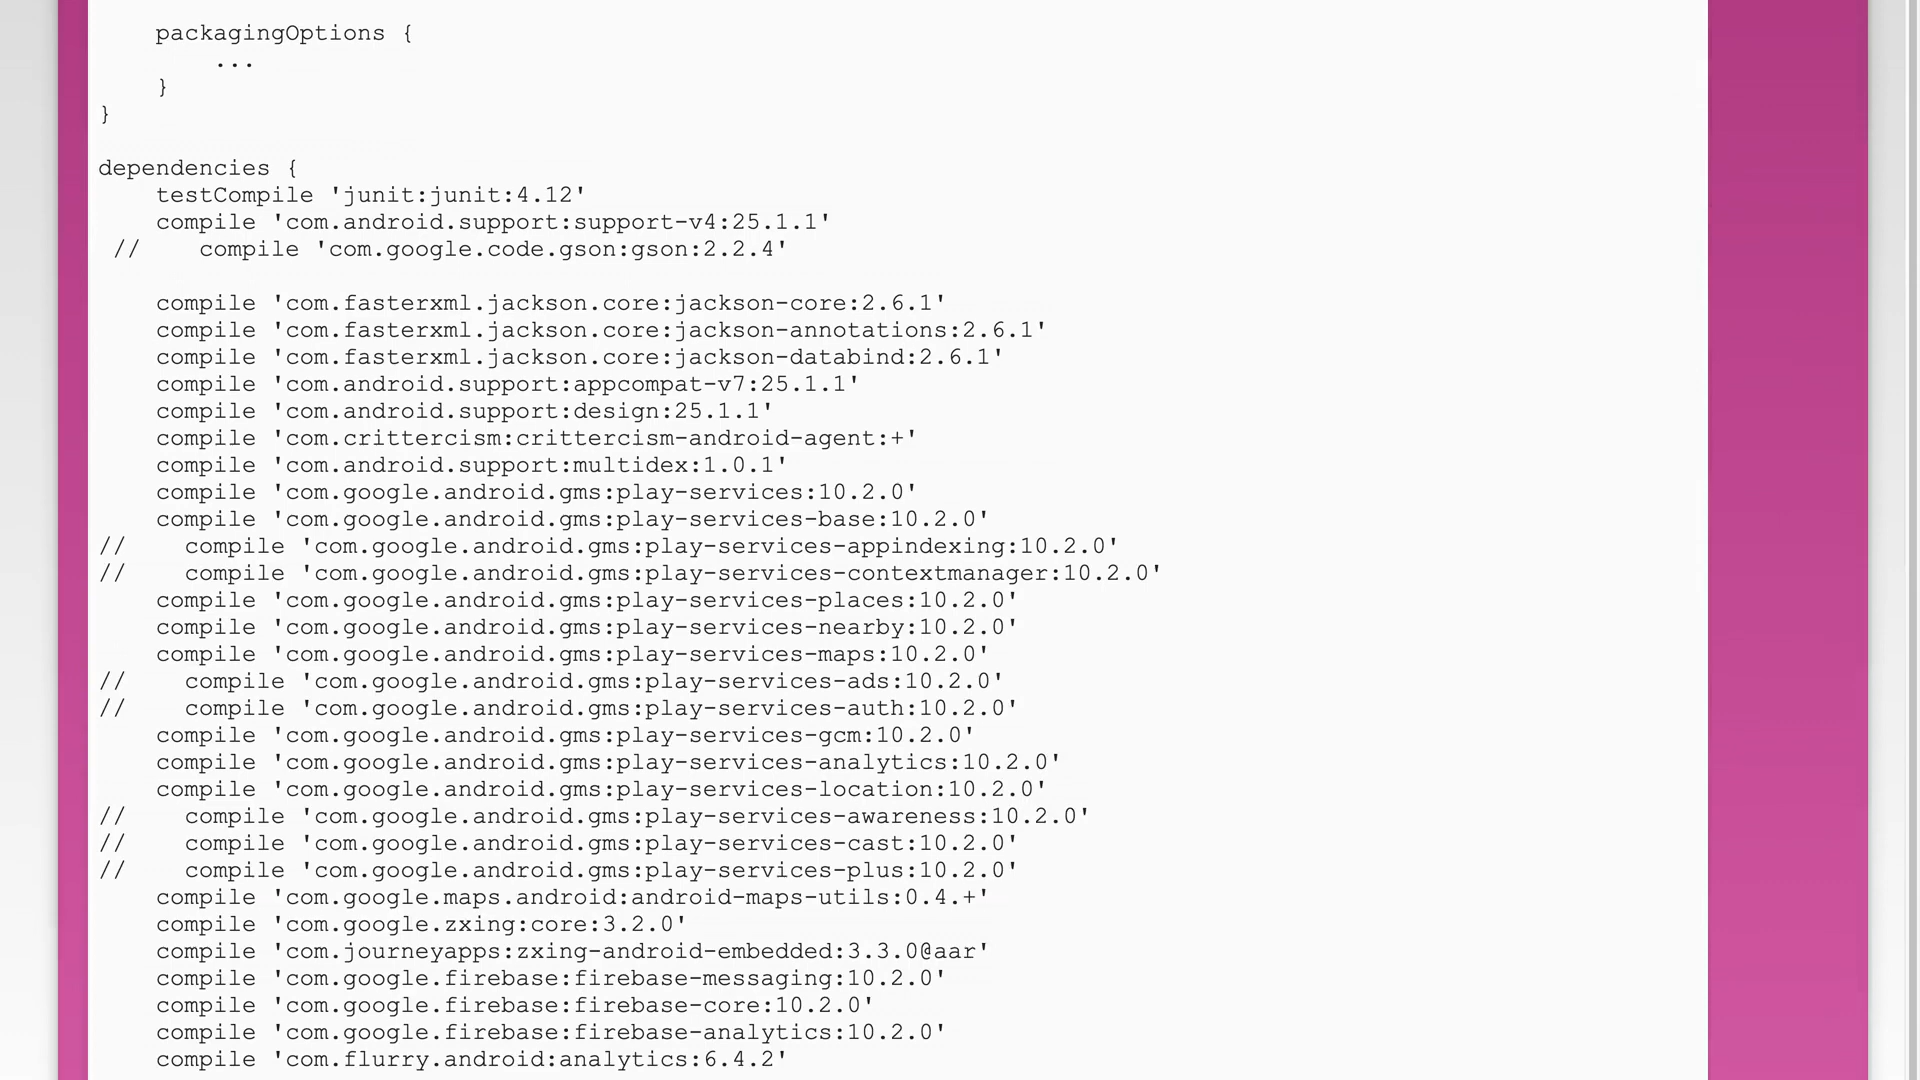 packagingOptions {
...
}
}
dependencies {
testCompile 'junit:junit:4.12'
compile 'com.android.support:support-v4:25.1.1'
// compile 'com.google.code.gson:gson:2.2.4'
compile 'com.fasterxml.jackson.core:jackson-core:2.6.1'
compile 'com.fasterxml.jackson.core:jackson-annotations:2.6.1'
compile 'com.fasterxml.jackson.core:jackson-databind:2.6.1'
compile 'com.android.support:appcompat-v7:25.1.1'
compile 'com.android.support:design:25.1.1'
compile 'com.crittercism:crittercism-android-agent:+'
compile 'com.android.support:multidex:1.0.1'
compile 'com.google.android.gms:play-services:10.2.0'
compile 'com.google.android.gms:play-services-base:10.2.0'
// compile 'com.google.android.gms:play-services-appindexing:10.2.0'
// compile 'com.google.android.gms:play-services-contextmanager:10.2.0'
compile 'com.google.android.gms:play-services-places:10.2.0'
compile 'com.google.android.gms:play-services-nearby:10.2.0'
compile 'com.google.android.gms:play-services-maps:10.2.0'
// compile 'com.google.android.gms:play-services-ads:10.2.0'
// compile 'com.google.android.gms:play-services-auth:10.2.0'
compile 'com.google.android.gms:play-services-gcm:10.2.0'
compile 'com.google.android.gms:play-services-analytics:10.2.0'
compile 'com.google.android.gms:play-services-location:10.2.0'
// compile 'com.google.android.gms:play-services-awareness:10.2.0'
// compile 'com.google.android.gms:play-services-cast:10.2.0'
// compile 'com.google.android.gms:play-services-plus:10.2.0'
compile 'com.google.maps.android:android-maps-utils:0.4.+'
compile 'com.google.zxing:core:3.2.0'
compile 'com.journeyapps:zxing-android-embedded:3.3.0@aar'
compile 'com.google.firebase:firebase-messaging:10.2.0'
compile 'com.google.firebase:firebase-core:10.2.0'
compile 'com.google.firebase:firebase-analytics:10.2.0'
compile 'com.flurry.android:analytics:6.4.2'